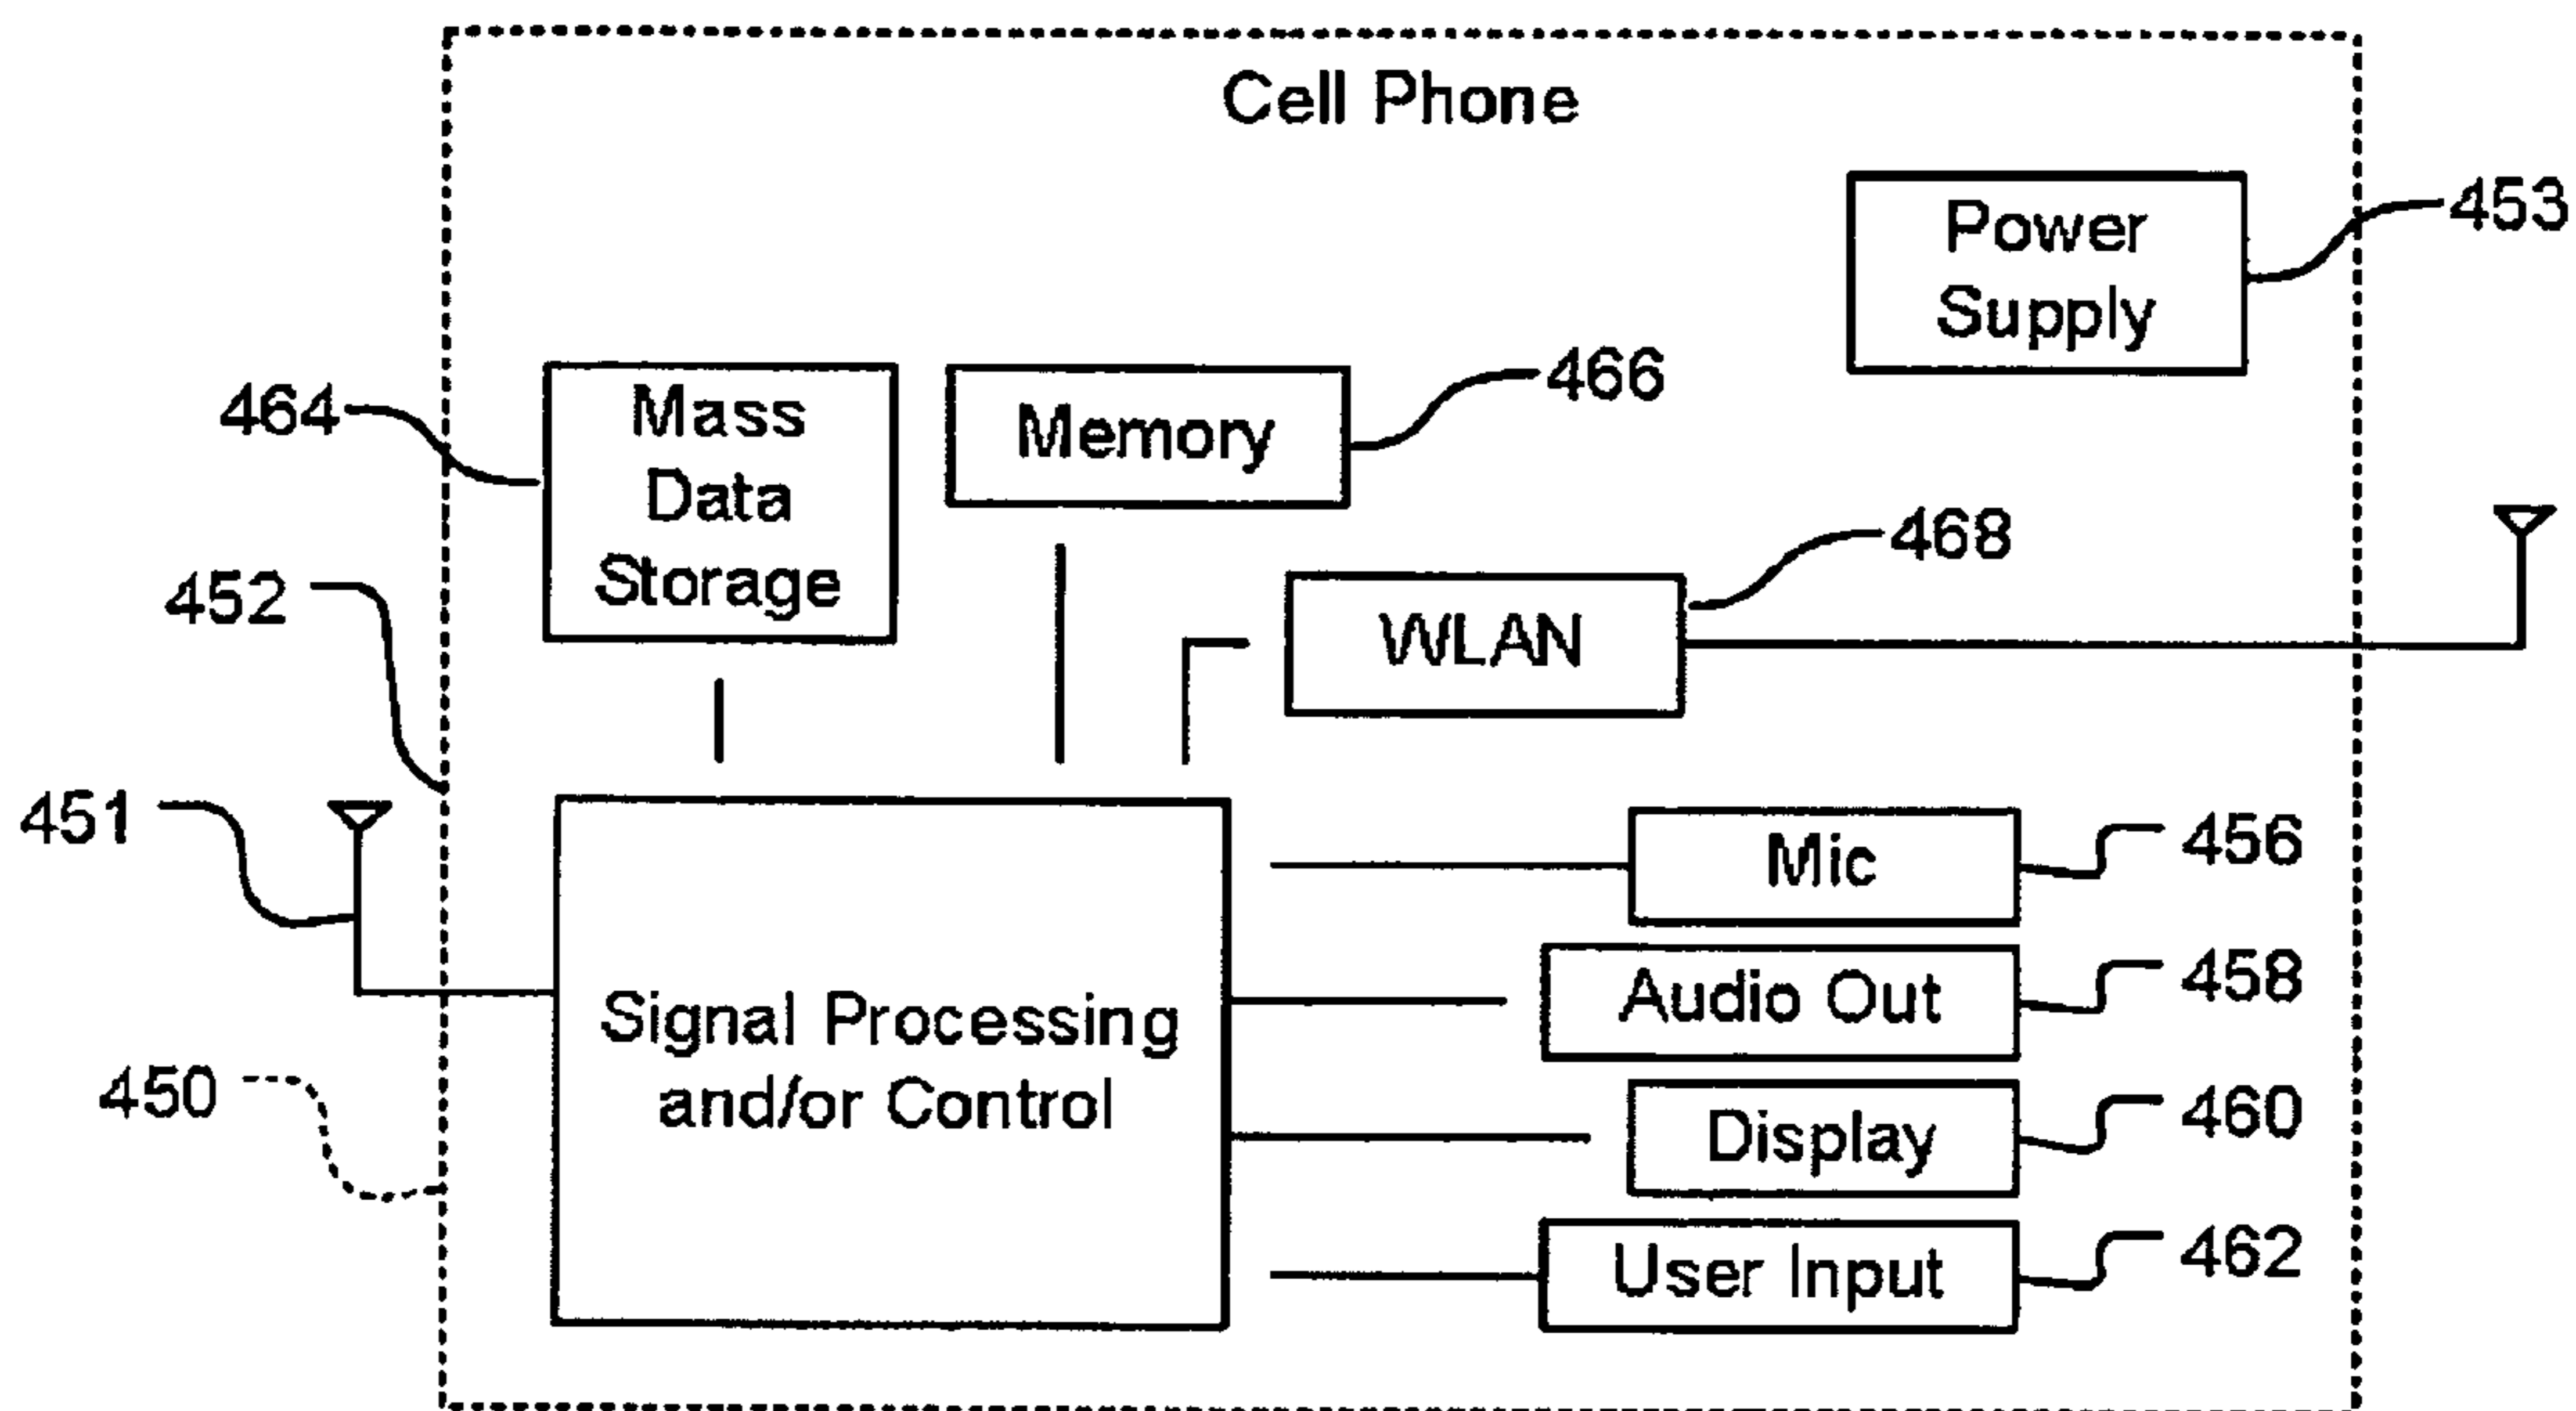 Cell Phone
Power
Supply
453
Mass
Data
Storage
464
Memory
466
468
WLAN
452
451
Mic
456
Signal Processing
and/or Control
Audio Out
458
450
Display
460
User Input
462